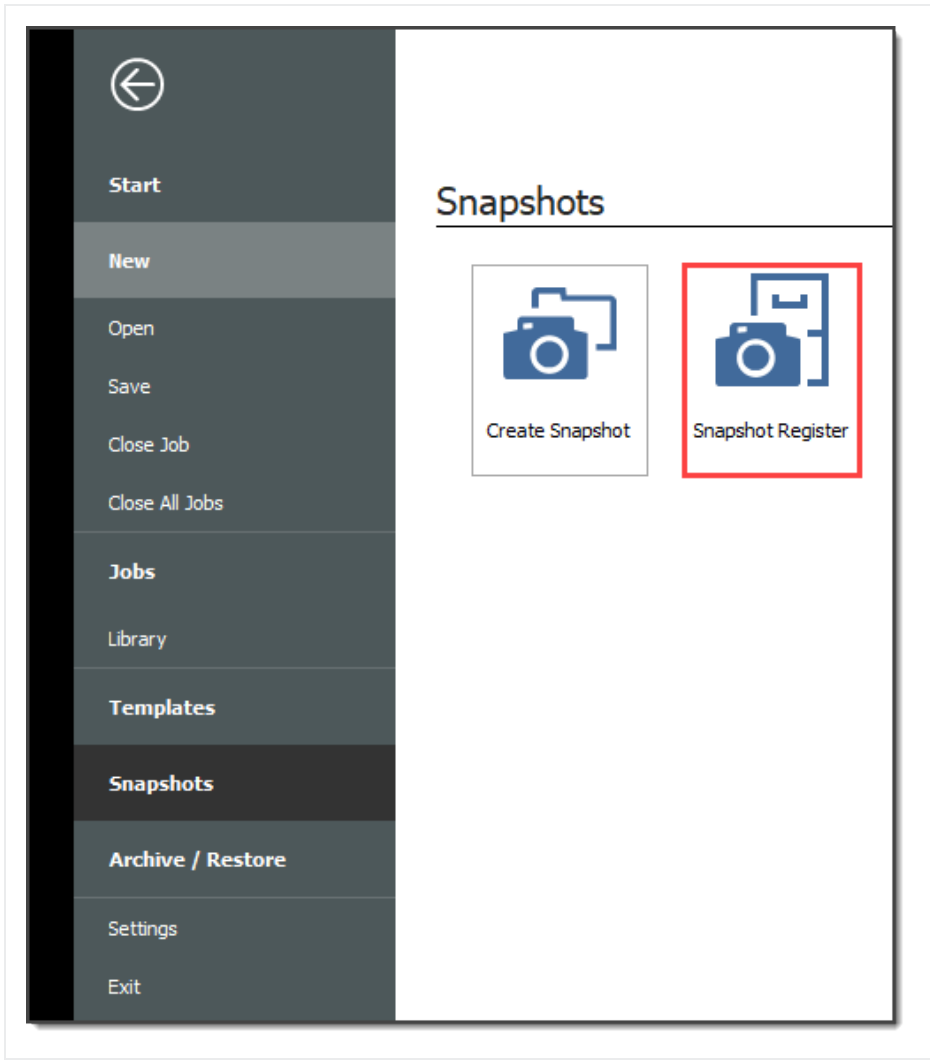 Start
New
Open
Save
Close Job
Close All Jobs
Jobs
Library
Templates
Snapshots
Archive / Restore
Settings
Exit
Snapshots
Create Snapshot
Snapshot Register